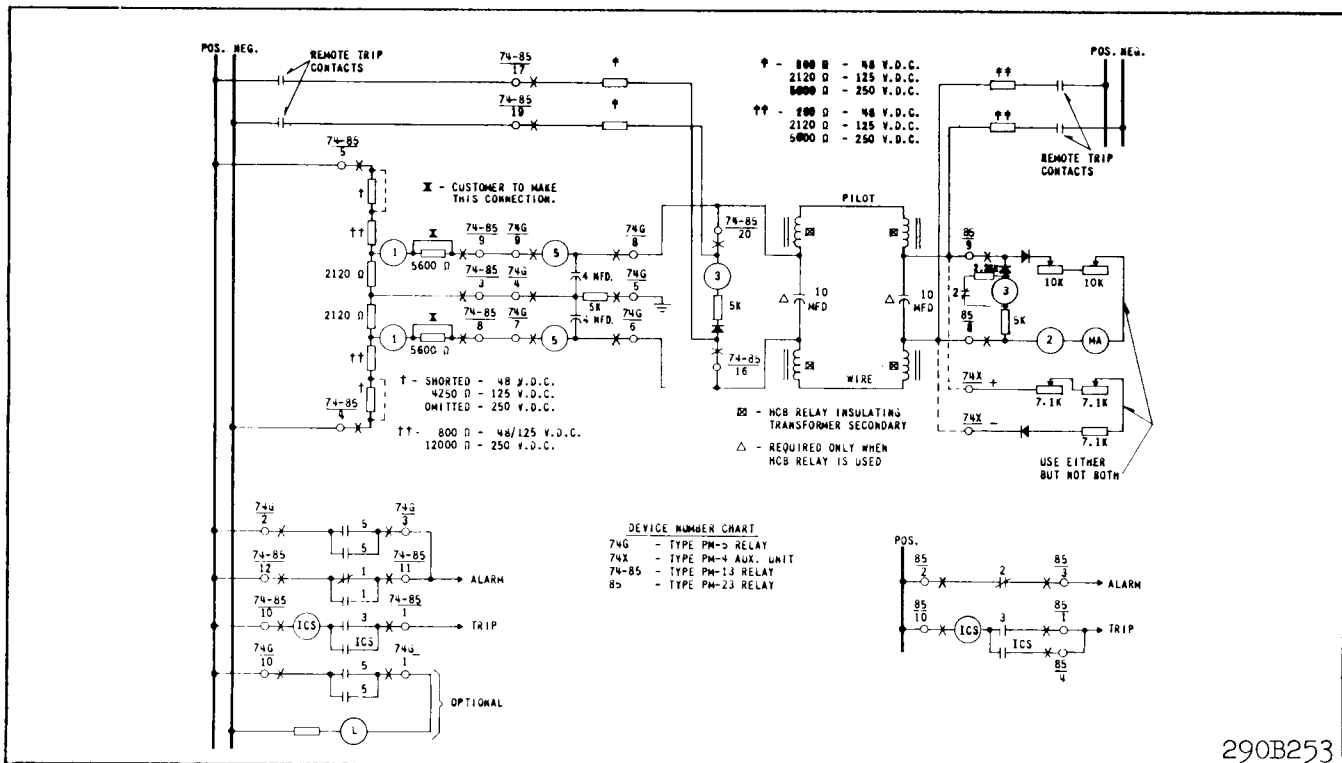 POS. NEG.
REMOTE TRIP
CONTACTS
74-85
17
‡
74-85
19
‡
‡ - 800 Ω - 48 V.D.C.
2120 Ω - 125 V.D.C.
5000 Ω - 250 V.D.C.
‡‡ - 200 Ω - 48 V.D.C.
2120 Ω - 125 V.D.C.
5000 Ω - 250 V.D.C.
POS. NEG.
‡‡
‡‡
REMOTE TRIP
CONTACTS
74-85
5
†
††
2120 Ω
2120 Ω
††
†
74-85
4
X - CUSTOMER TO MAKE
THIS CONNECTION.
1
X
5600 Ω
74-85
9
74G
9
5
74G
8
74-85
3
74G
4
4 MFD.
5K
74G
5
4 MFD.
1
X
5600 Ω
74-85
8
74G
7
5
74G
6
† - SHORTED - 48 V.D.C.
4250 Ω - 125 V.D.C.
OMITTED - 250 V.D.C.
†† - 800 Ω - 48/125 V.D.C.
12000 Ω - 250 V.D.C.
74-85
20
3
5K
74-85
16
PILOT
△
10
MFD
△
10
MFD
WIRE
⊠ - HCB RELAY INSULATING
TRANSFORMER SECONDARY
△ - REQUIRED ONLY WHEN
HCB RELAY IS USED
85
9
2
3
5K
10K
10K
85
8
2
MA
74X
+
7.1K
7.1K
74X
-
7.1K
USE EITHER
BUT NOT BOTH
74G
2
5
5
74G
3
74-85
12
1
1
74-85
11
ALARM
74-85
10
ICS
3
ICS
74-85
1
TRIP
74G
10
5
5
74G
1
L
OPTIONAL
DEVICE NUMBER CHART
74G - TYPE PM-5 RELAY
74X - TYPE PM-4 AUX. UNIT
74-85 - TYPE PM-13 RELAY
85 - TYPE PM-23 RELAY
POS.
85
2
2
85
3
ALARM
85
10
ICS
3
ICS
85
1
TRIP
85
4
290B253